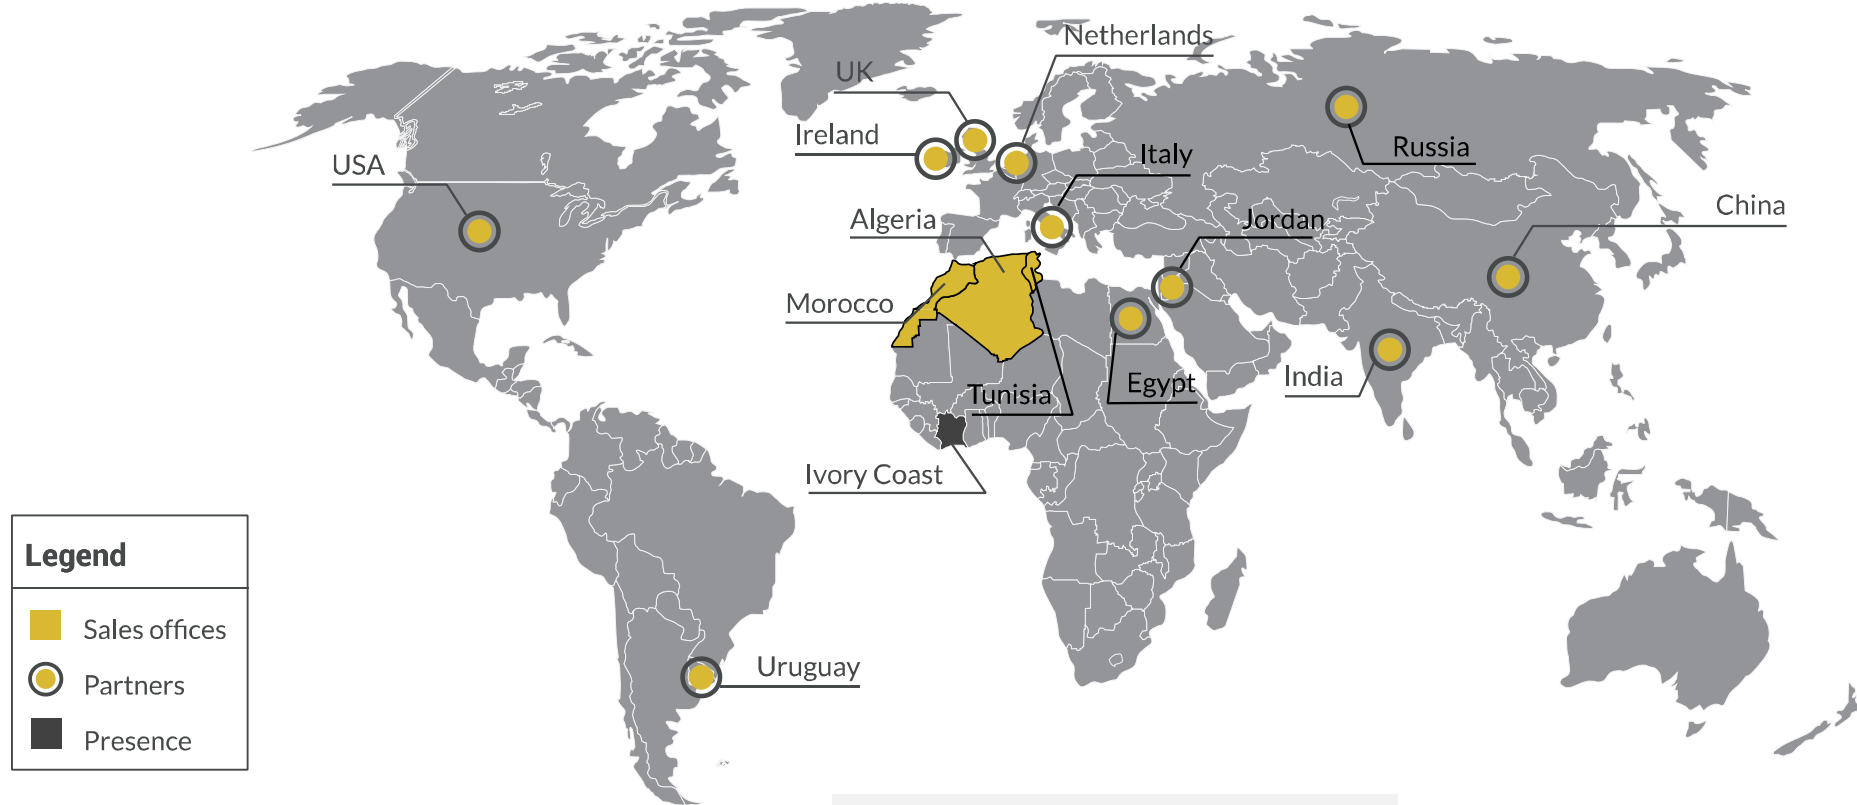 Netherlands
UK
Ireland
Italy
Russia
USA
China
Algeria
Jordan
Morocco
Tunisia
Egypt
India
Ivory Coast
Uruguay
Legend
Sales offices
Partners
Presence